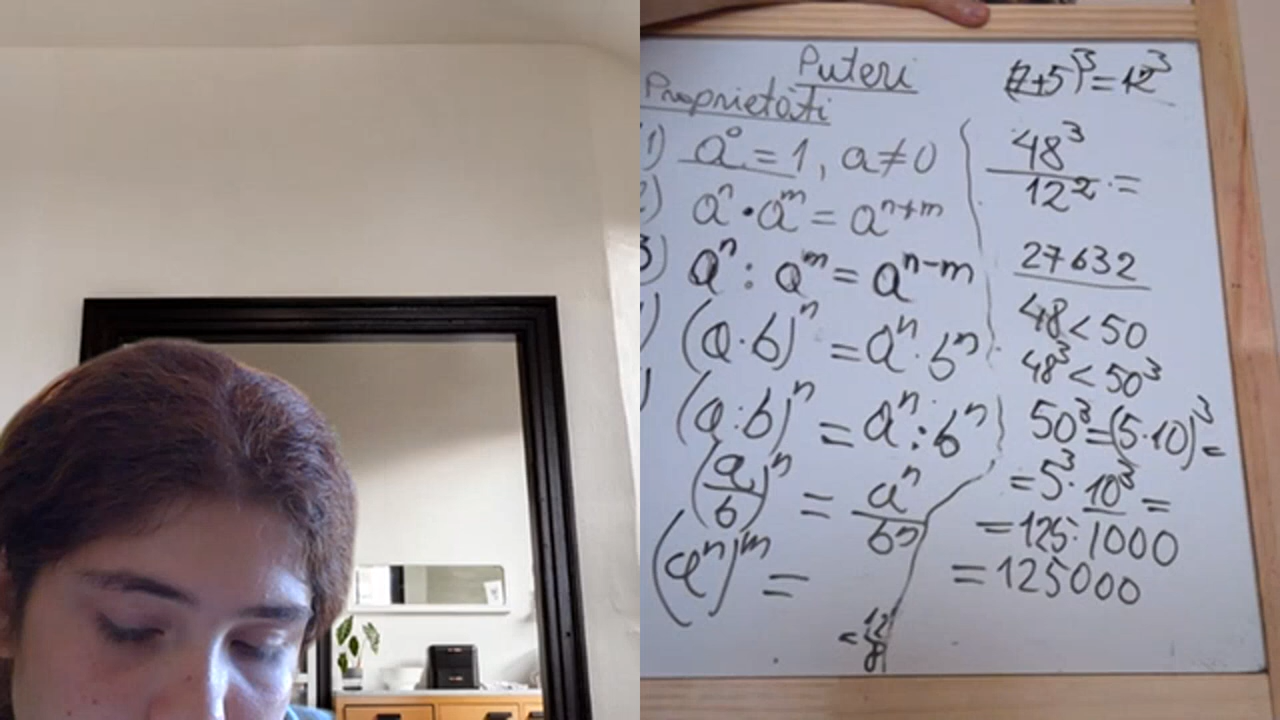 Puteri
Proprietăti
1) a⁰ = 1, a ≠ 0
2) aⁿ · aᵐ = aⁿ⁺ᵐ
3) aⁿ : aᵐ = aⁿ⁻ᵐ
) (a·b)ⁿ = aⁿ · bⁿ
) (a:b)ⁿ = aⁿ : bⁿ
(a/b)ⁿ = aⁿ/bⁿ
(aⁿ)ᵐ =
(7+5)³ = 12³
48³/12² =
27632
48 < 50
48³ < 50³
50³ = (5·10)³ =
= 5³ · 10³ =
= 125 · 1000
= 125000